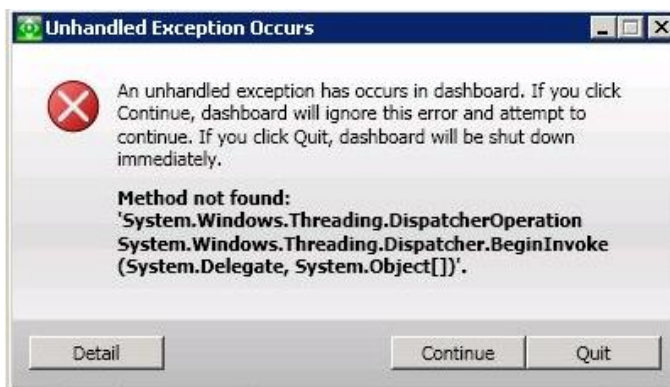 Unhandled Exception Occurs
An unhandled exception has occurs in dashboard. If you click
Continue, dashboard will ignore this error and attempt to
continue. If you click Quit, dashboard will be shut down
immediately.
Method not found:
'System.Windows.Threading.DispatcherOperation
System.Windows.Threading.Dispatcher.BeginInvoke
(System.Delegate, System.Object[])'.
Detail
Continue
Quit